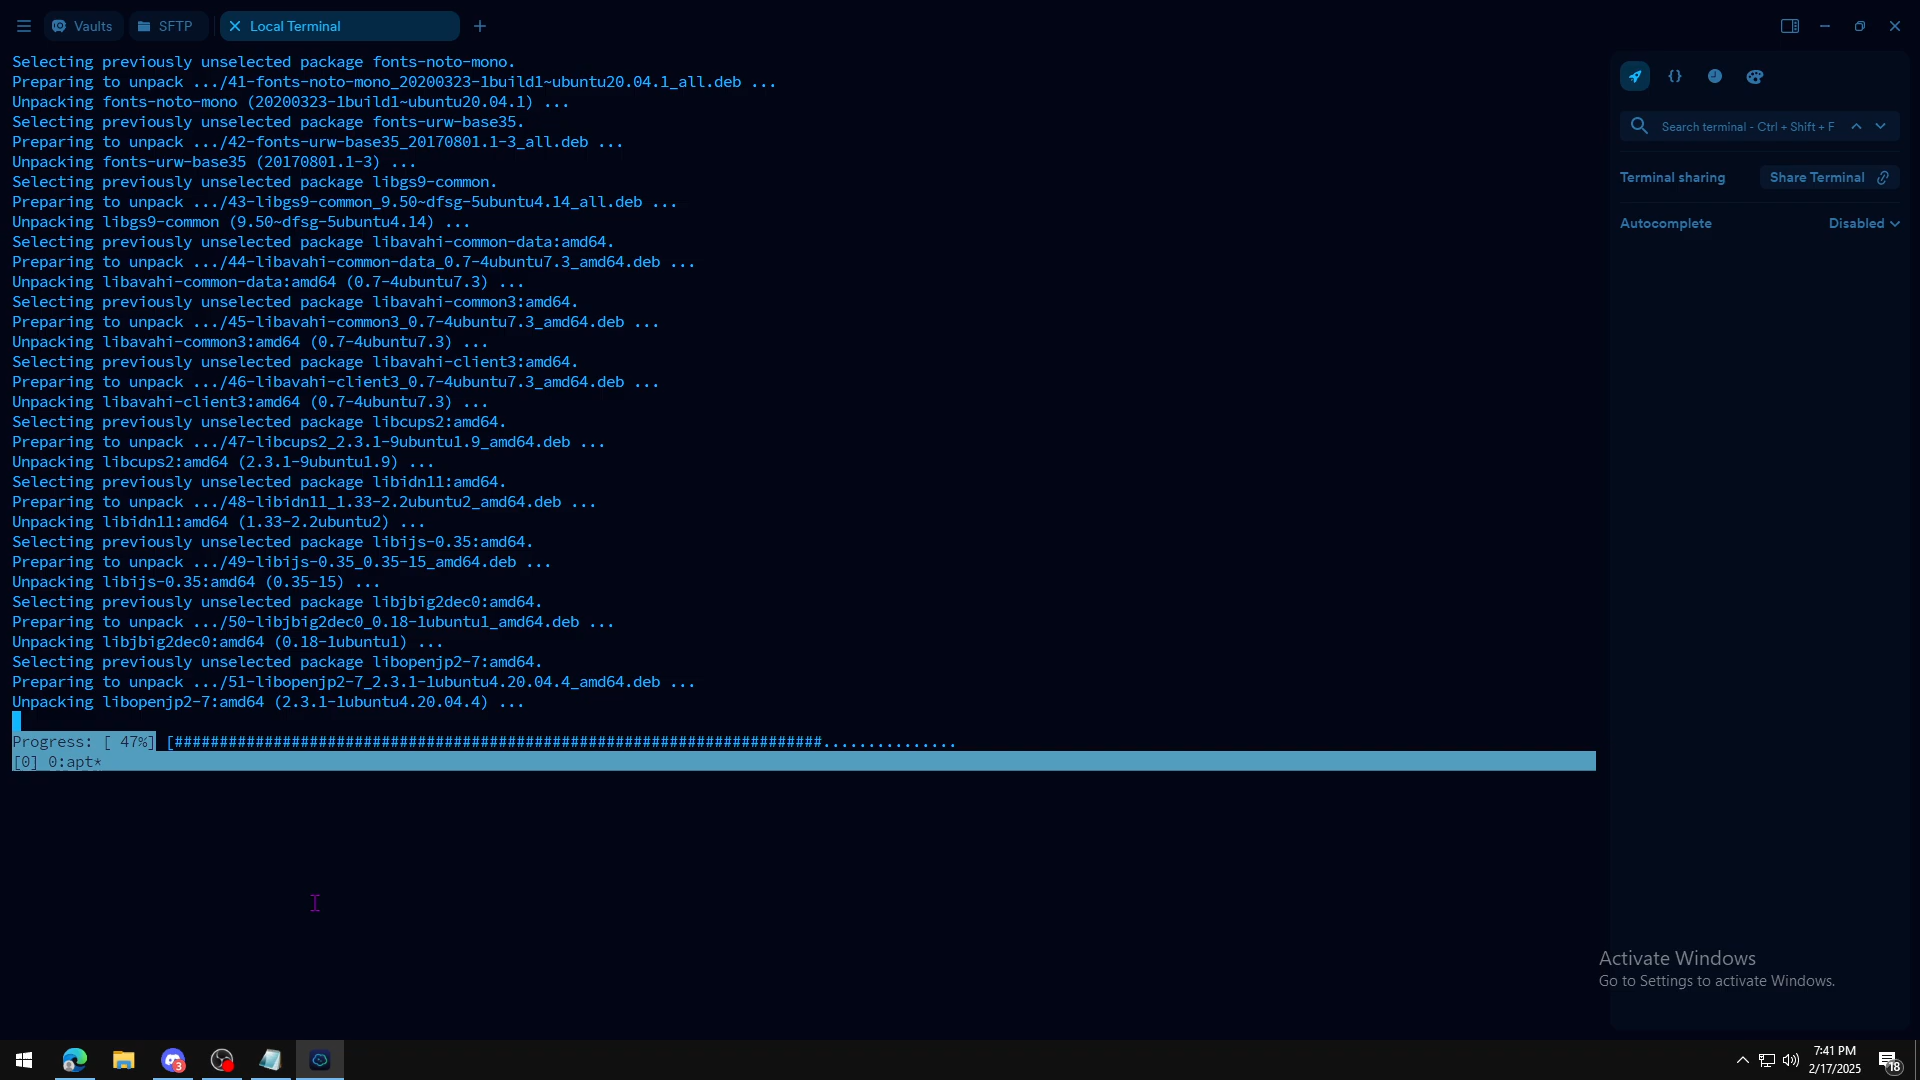 Vaults
SFTP
Local Terminal
Selecting previously unselected package fonts-noto-mono.
Preparing to unpack .../41-fonts-noto-mono_20200323-1build1~ubuntu20.04.1_all.deb ...
Unpacking fonts-noto-mono (20200323-1build1~ubuntu20.04.1) ...
Selecting previously unselected package fonts-urw-base35.
Preparing to unpack .../42-fonts-urw-base35_20170801.1-3_all.deb ...
Unpacking fonts-urw-base35 (20170801.1-3) ...
Selecting previously unselected package libgs9-common.
Preparing to unpack .../43-libgs9-common_9.50~dfsg-5ubuntu4.14_all.deb ...
Unpacking libgs9-common (9.50~dfsg-5ubuntu4.14) ...
Selecting previously unselected package libavahi-common-data:amd64.
Preparing to unpack .../44-libavahi-common-data_0.7-4ubuntu7.3_amd64.deb ...
Unpacking libavahi-common-data:amd64 (0.7-4ubuntu7.3) ...
Selecting previously unselected package libavahi-common3:amd64.
Preparing to unpack .../45-libavahi-common3_0.7-4ubuntu7.3_amd64.deb ...
Unpacking libavahi-common3:amd64 (0.7-4ubuntu7.3) ...
Selecting previously unselected package libavahi-client3:amd64.
Preparing to unpack .../46-libavahi-client3_0.7-4ubuntu7.3_amd64.deb ...
Unpacking libavahi-client3:amd64 (0.7-4ubuntu7.3) ...
Selecting previously unselected package libcups2:amd64.
Preparing to unpack .../47-libcups2_2.3.1-9ubuntu1.9_amd64.deb ...
Unpacking libcups2:amd64 (2.3.1-9ubuntu1.9) ...
Selecting previously unselected package libidn11:amd64.
Preparing to unpack .../48-libidn11_1.33-2.2ubuntu2_amd64.deb ...
Unpacking libidn11:amd64 (1.33-2.2ubuntu2) ...
Selecting previously unselected package libijs-0.35:amd64.
Preparing to unpack .../49-libijs-0.35_0.35-15_amd64.deb ...
Unpacking libijs-0.35:amd64 (0.35-15) ...
Selecting previously unselected package libjbig2dec0:amd64.
Preparing to unpack .../50-libjbig2dec0_0.18-1ubuntu1_amd64.deb ...
Unpacking libjbig2dec0:amd64 (0.18-1ubuntu1) ...
Selecting previously unselected package libopenjp2-7:amd64.
Preparing to unpack .../51-libopenjp2-7_2.3.1-1ubuntu4.20.04.4_amd64.deb ...
Unpacking libopenjp2-7:amd64 (2.3.1-1ubuntu4.20.04.4) ...
Progress: [ 47%] [########################################################################...............
[0] 0:apt*
Search terminal - Ctrl + Shift + F
Terminal sharing
Share Terminal
Autocomplete
Disabled
Activate Windows
Go to Settings to activate Windows.
3
7:41 PM
2/17/2025
18